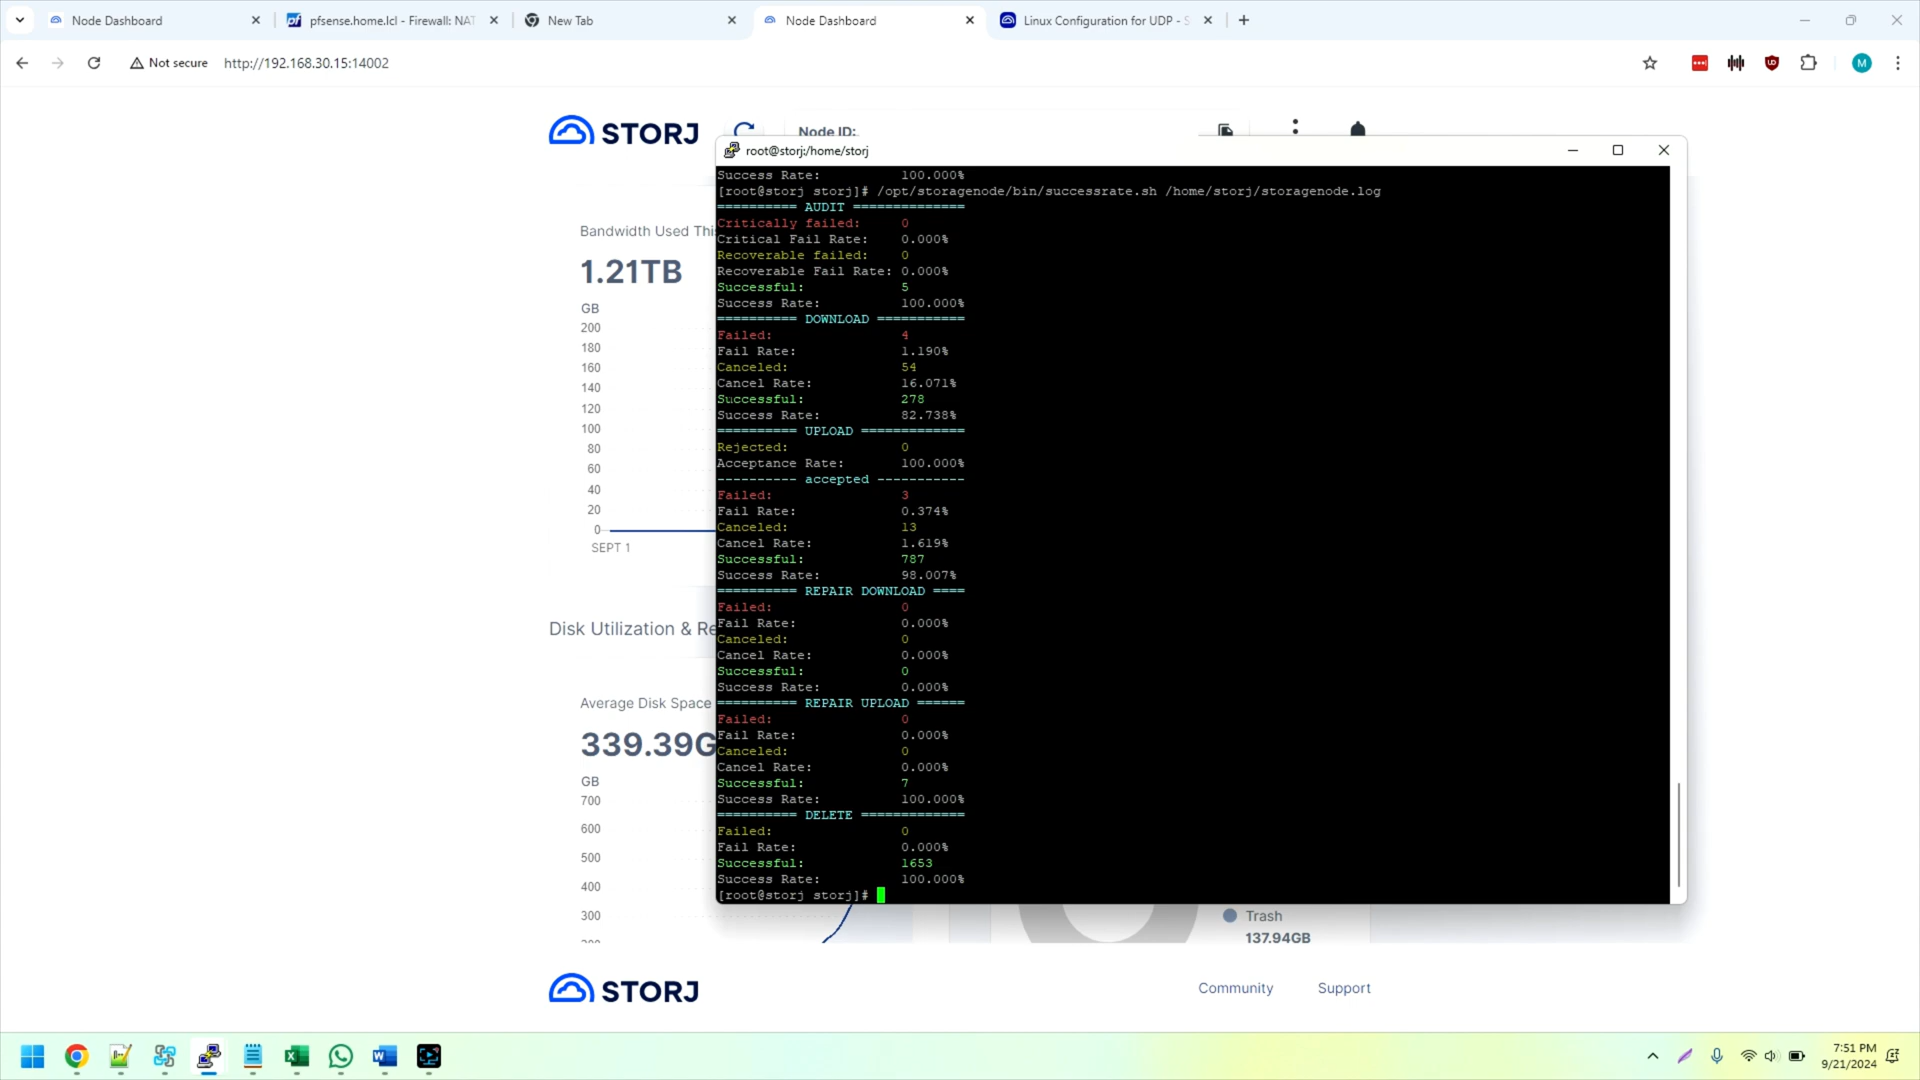 Node Dashboard
pfsense.home.lcl - Firewall: NAT
New Tab
Node Dashboard
Linux Configuration for UDP - S
Not secure
http://192.168.30.15:14002
M
STORJ
Node ID:
Bandwidth Used Thi
1.21TB
GB
200
180
160
140
120
100
80
60
40
20
0
SEPT 1
Disk Utilization & Re
Average Disk Space
339.39G
GB
700
600
500
400
300
root@storj:/home/storj
Success Rate: 100.000%
[root@storj storj]# /opt/storagenode/bin/successrate.sh /home/storj/storagenode.log
========== AUDIT ==============
Critically failed: 0
Critical Fail Rate: 0.000%
Recoverable failed: 0
Recoverable Fail Rate: 0.000%
Successful: 5
Success Rate: 100.000%
========== DOWNLOAD ===========
Failed: 4
Fail Rate: 1.190%
Canceled: 54
Cancel Rate: 16.071%
Successful: 278
Success Rate: 82.738%
========== UPLOAD =============
Rejected: 0
Acceptance Rate: 100.000%
---------- accepted -----------
Failed: 3
Fail Rate: 0.374%
Canceled: 13
Cancel Rate: 1.619%
Successful: 787
Success Rate: 98.007%
========== REPAIR DOWNLOAD ====
Failed: 0
Fail Rate: 0.000%
Canceled: 0
Cancel Rate: 0.000%
Successful: 0
Success Rate: 0.000%
========== REPAIR UPLOAD ======
Failed: 0
Fail Rate: 0.000%
Canceled: 0
Cancel Rate: 0.000%
Successful: 7
Success Rate: 100.000%
========== DELETE =============
Failed: 0
Fail Rate: 0.000%
Successful: 1653
Success Rate: 100.000%
[root@storj storj]#
Trash
137.94GB
STORJ
Community
Support
7:51 PM
9/21/2024